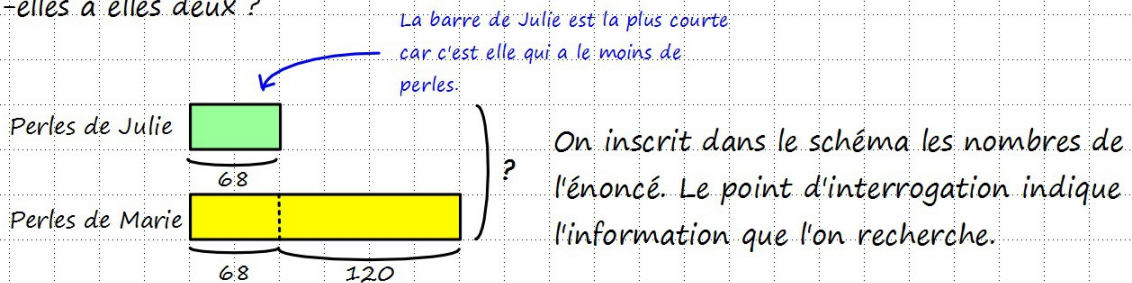 -elles à elles deux ?
La barre de Julie est la plus courte
car c'est elle qui a le moins de
perles.
Perles de Julie
68
?
On inscrit dans le schéma les nombres de
l'énoncé. Le point d'interrogation indique
l'information que l'on recherche.
Perles de Marie
68
120